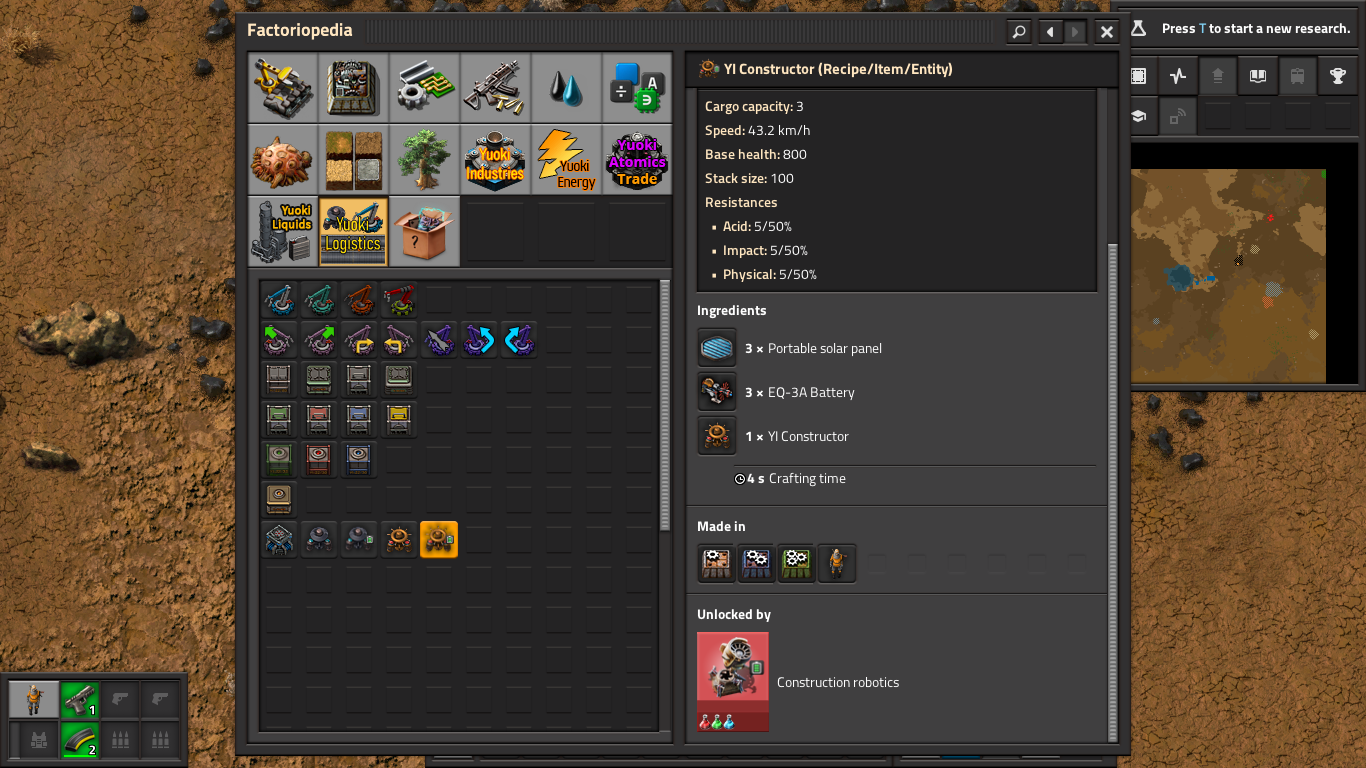 Factoriopedia
Press T to start a new research.
A
Yuoki
Industries
Yuoki
Energy
Yuoki
Atomics
Trade
Yuoki
Liquids
Yuoki
Logistics
?
YI Constructor (Recipe/Item/Entity)
Cargo capacity: 3
Speed: 43.2 km/h
Base health: 800
Stack size: 100
Resistances
▪ Acid: 5/50%
▪ Impact: 5/50%
▪ Physical: 5/50%
Ingredients
3 × Portable solar panel
3 × EQ-3A Battery
1 × YI Constructor
4 s Crafting time
Made in
Unlocked by
Construction robotics
1
2